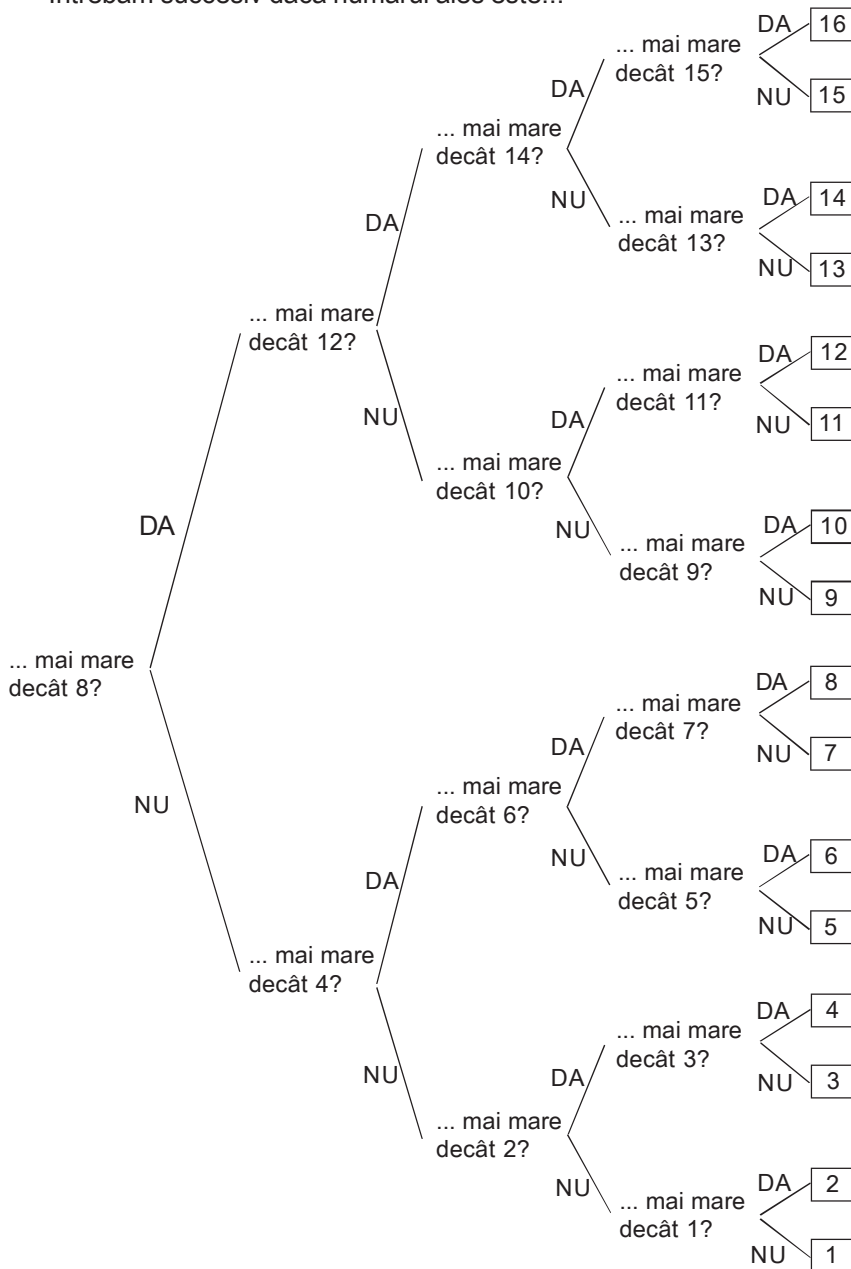 Întrebăm succesiv dacă numărul ales este...
DA 16
... mai mare
decât 15?
DA
NU 15
... mai mare
decât 14?
DA 14
NU
... mai mare
decât 13?
DA
NU 13
... mai mare
decât 12?
DA 12
... mai mare
decât 11?
NU
DA
NU 11
... mai mare
decât 10?
DA 10
DA
NU
... mai mare
decât 9?
NU 9
... mai mare
decât 8?
DA 8
... mai mare
decât 7?
DA
NU 7
... mai mare
decât 6?
NU
DA 6
NU
... mai mare
decât 5?
DA
NU 5
... mai mare
decât 4?
DA 4
... mai mare
decât 3?
NU
DA
NU 3
... mai mare
decât 2?
DA 2
NU
... mai mare
decât 1?
NU 1